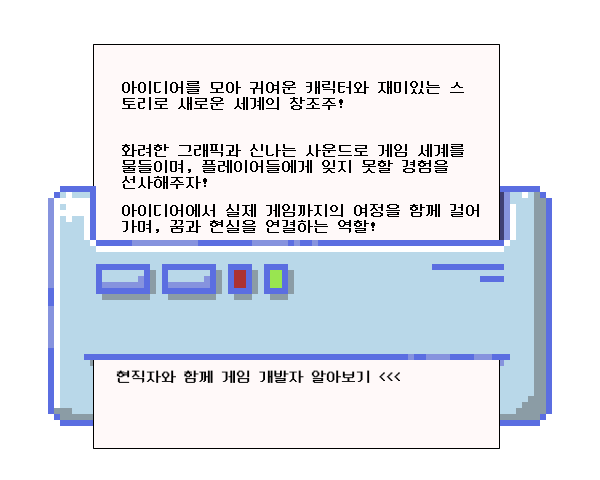 아이디어를 모아 귀여운 캐릭터와 재미있는 스
토리로 새로운 세계의 창조주!
화려한 그래픽과 신나는 사운드로 게임 세계를
물들이며, 플레이어들에게 잊지 못할 경험을
선사해주자!
아이디어에서 실제 게임까지의 여정을 함께 걸어
가며, 꿈과 현실을 연결하는 역할!
현직자와 함께 게임 개발자 알아보기 <<<